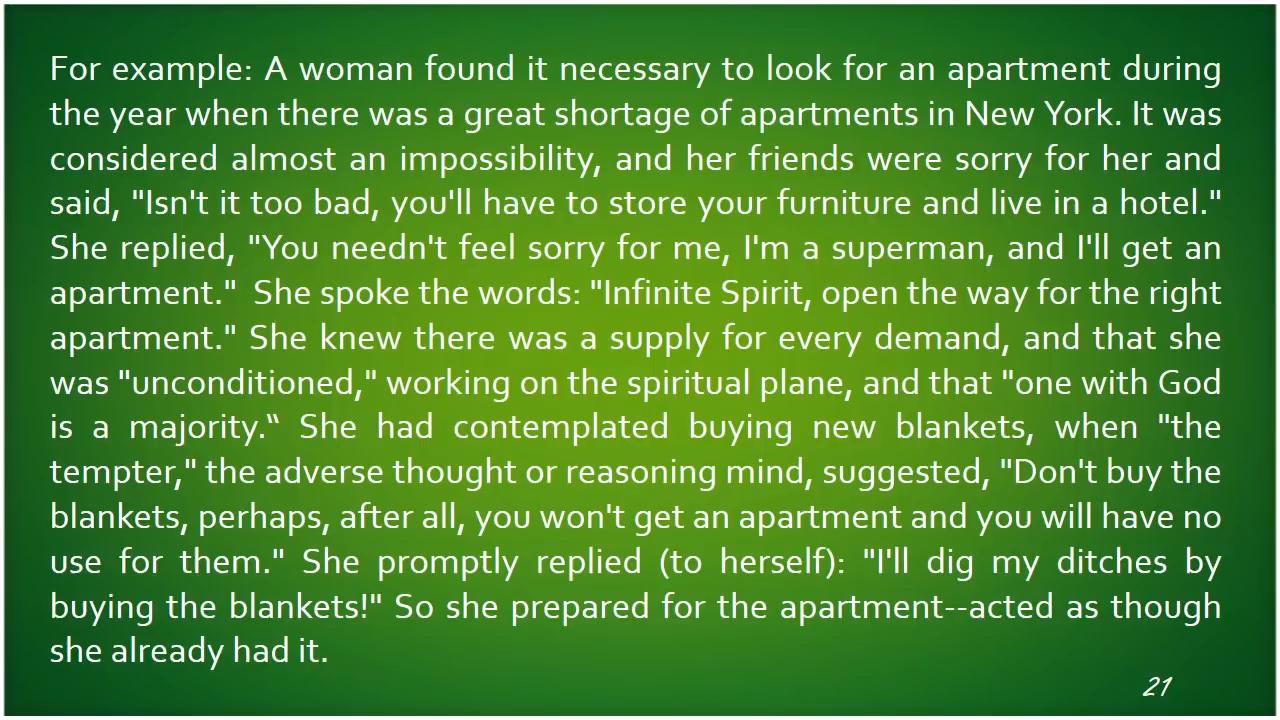 For example: A woman found it necessary to look for an apartment during
the year when there was a great shortage of apartments in New York. It was
considered almost an impossibility, and her friends were sorry for her and
said, "Isn't it too bad, you'll have to store your furniture and live in a hotel."
She replied, "You needn't feel sorry for me, I'm a superman, and I'll get an
apartment."  She spoke the words: "Infinite Spirit, open the way for the right
apartment." She knew there was a supply for every demand, and that she
was "unconditioned," working on the spiritual plane, and that "one with God
is a majority.“ She had contemplated buying new blankets, when "the
tempter," the adverse thought or reasoning mind, suggested, "Don't buy the
blankets, perhaps, after all, you won't get an apartment and you will have no
use for them." She promptly replied (to herself): "I'll dig my ditches by
buying the blankets!" So she prepared for the apartment--acted as though
she already had it.
21